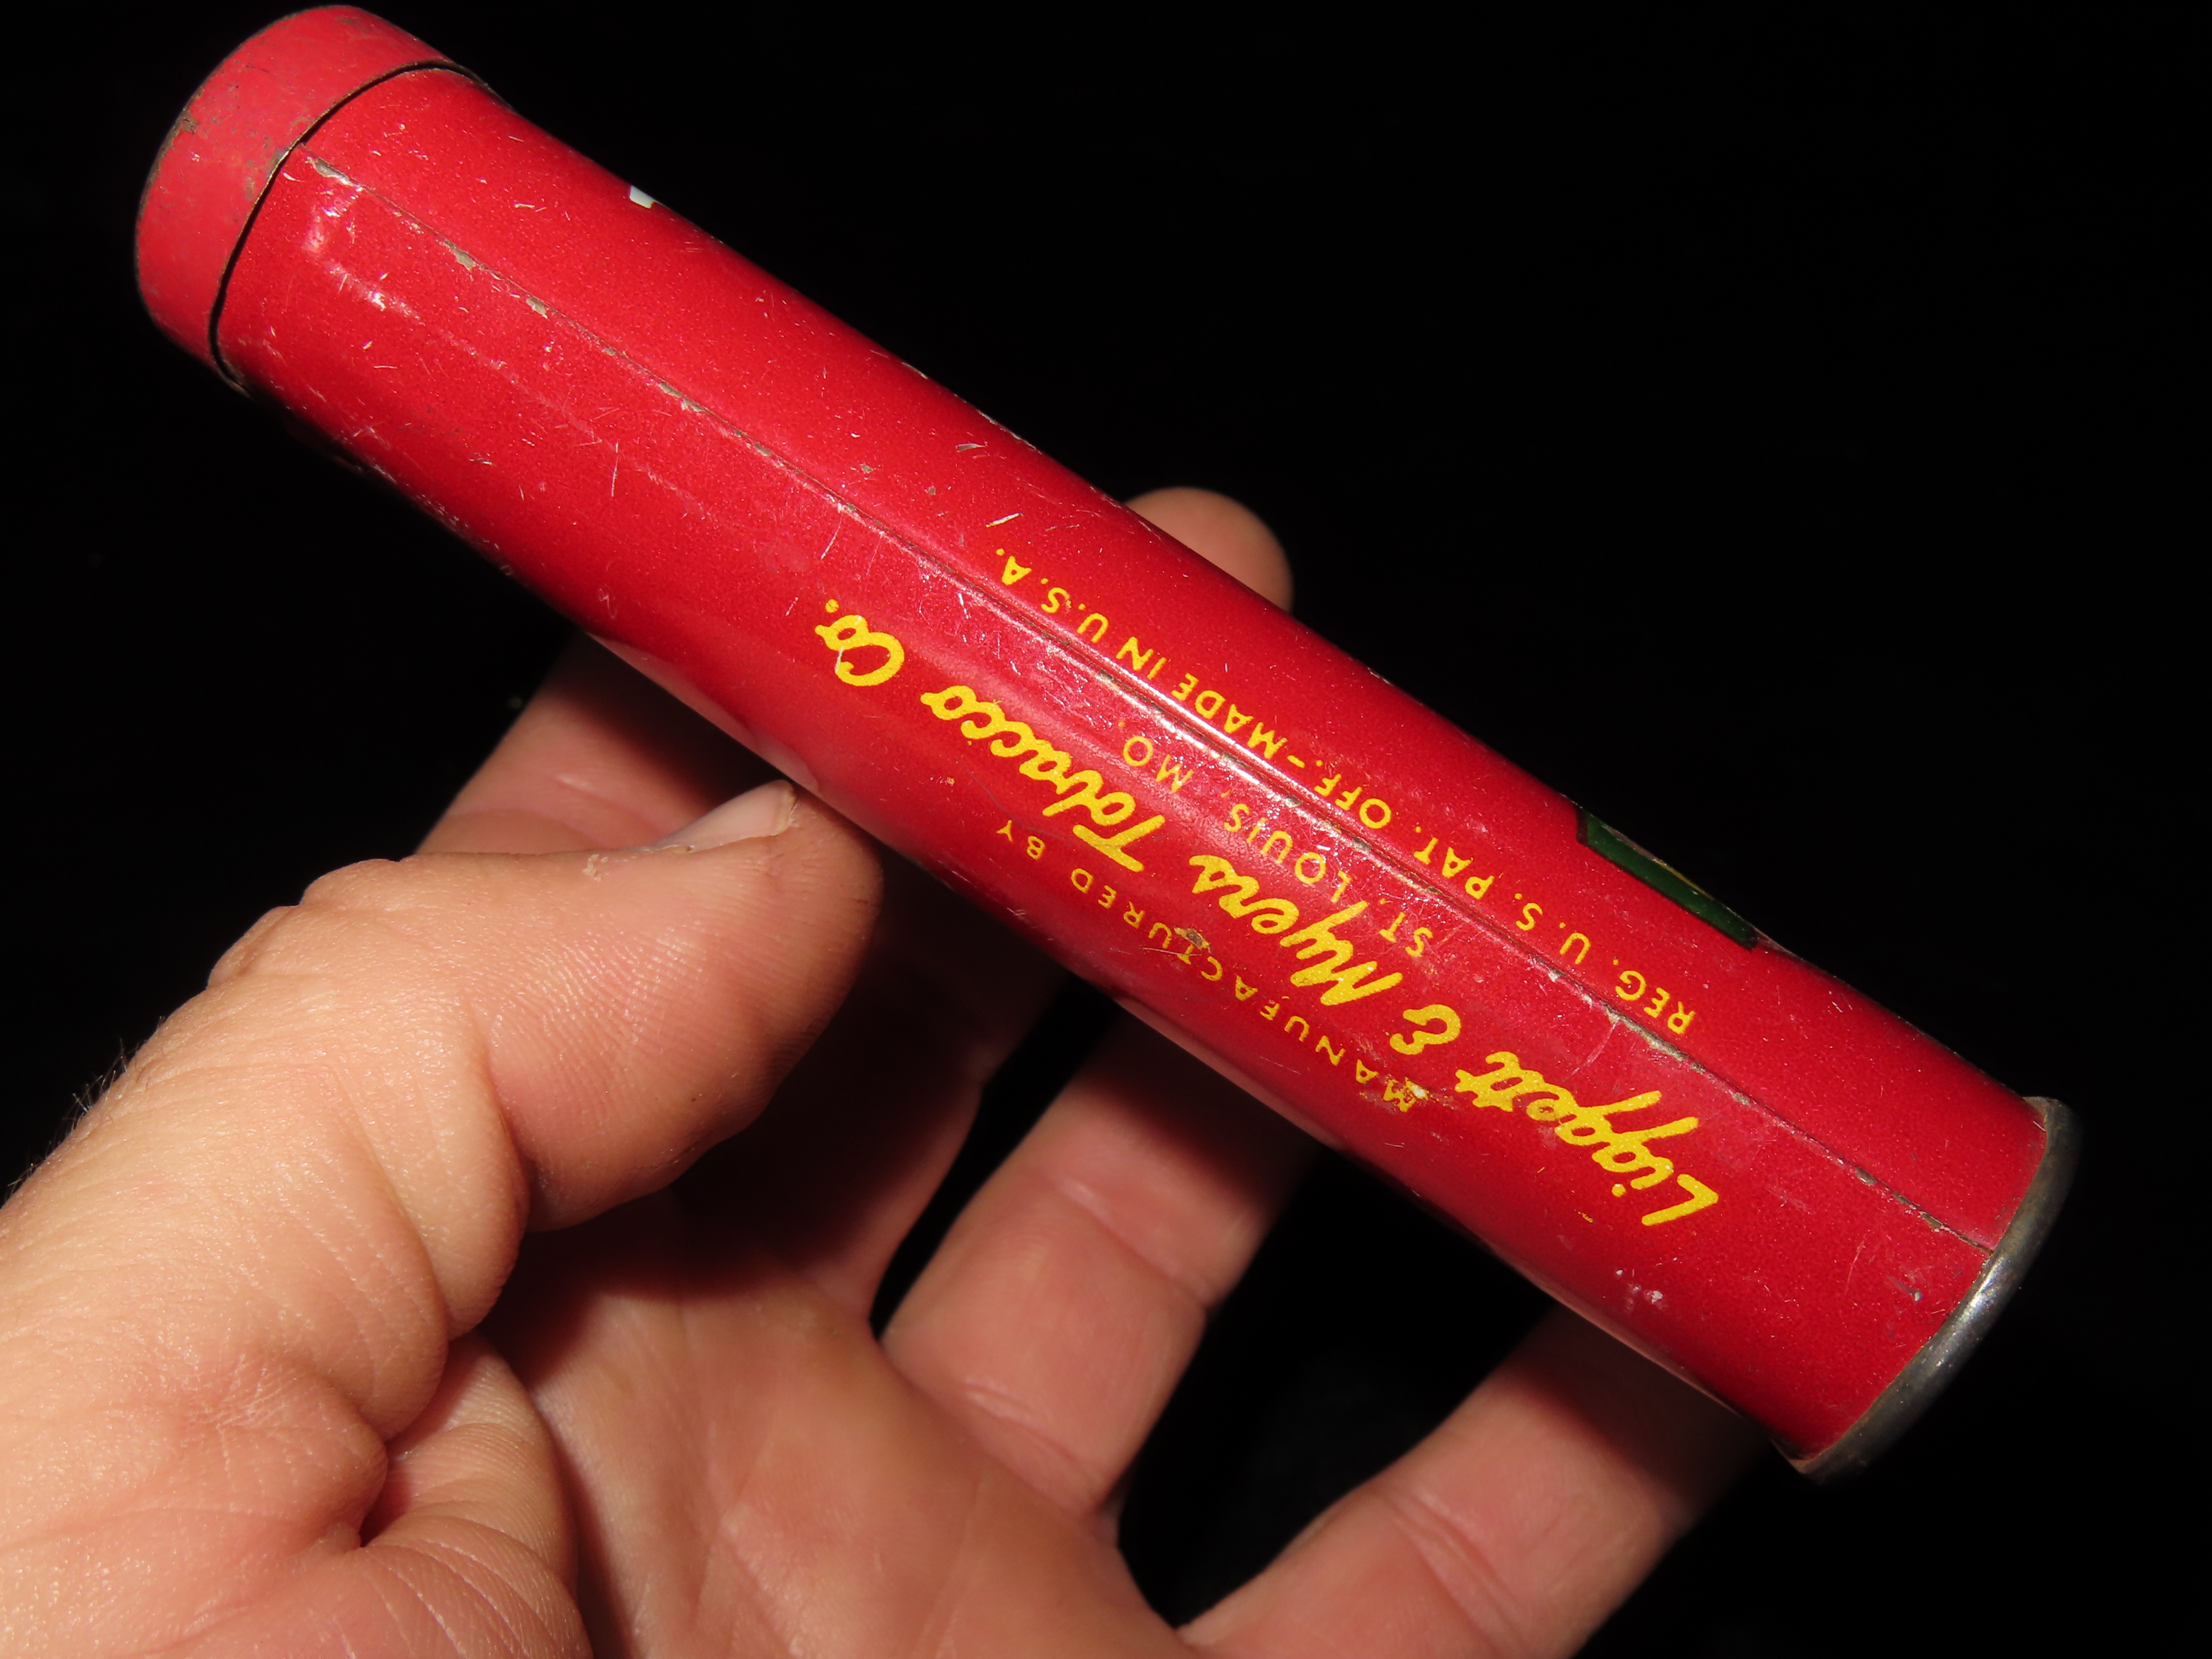 MANUFACTURED BY
Liggett & Myers Tobacco Co.
ST. LOUIS, MO.
REG. U.S. PAT. OFF.-MADE IN U.S.A.